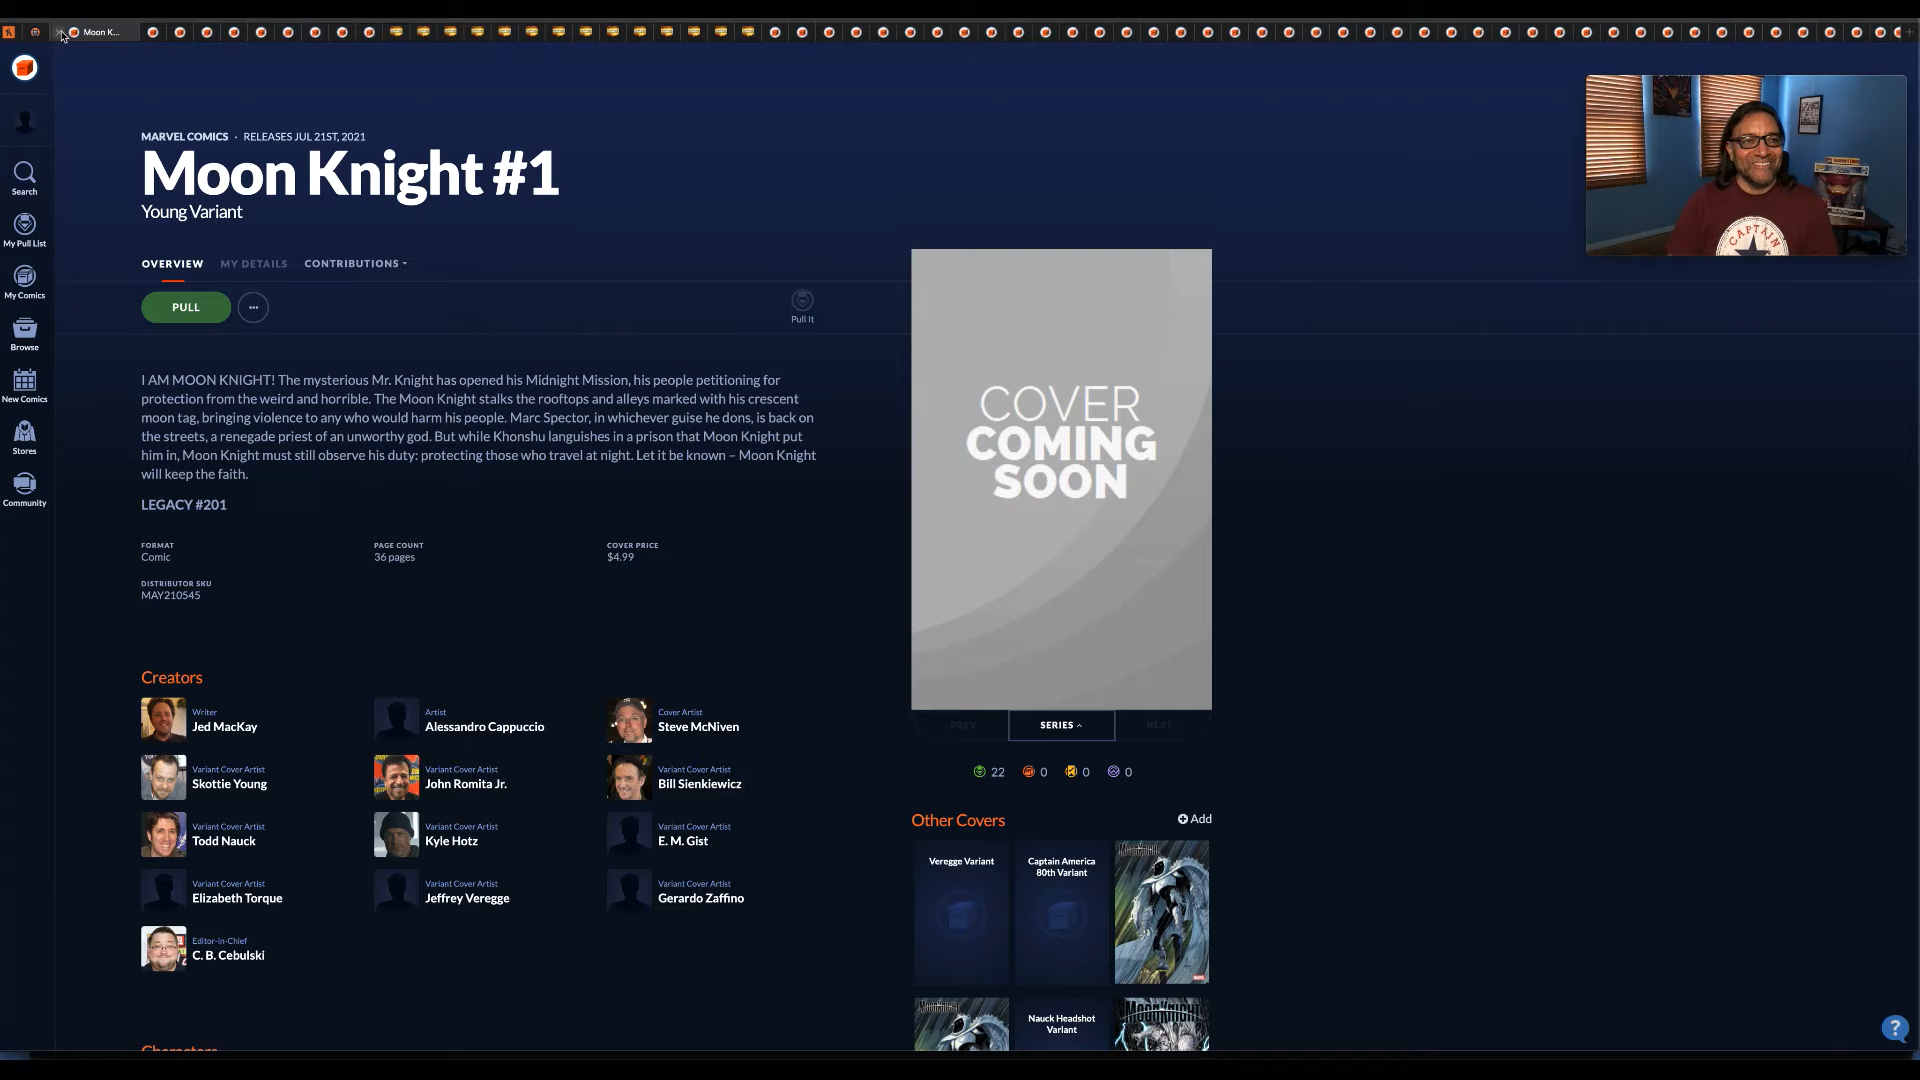 Moon K...
Search
My Pull List
My Comics
Browse
New Comics
Stores
Community
MARVEL COMICS · RELEASES JUL 21ST, 2021
Moon Knight #1
Young Variant
OVERVIEW MY DETAILS CONTRIBUTIONS
PULL
Pull It
I AM MOON KNIGHT! The mysterious Mr. Knight has opened his Midnight Mission, his people petitioning for
protection from the weird and horrible. The Moon Knight stalks the rooftops and alleys marked with his crescent
moon tag, bringing violence to any who would harm his people. Marc Spector, in whichever guise he dons, is back on
the streets, a renegade priest of an unworthy god. But while Khonshu languishes in a prison that Moon Knight put
him in, Moon Knight must still observe his duty: protecting those who travel at night. Let it be known – Moon Knight
will keep the faith.
LEGACY #201
FORMAT PAGE COUNT COVER PRICE
Comic 36 pages $4.99
DISTRIBUTOR SKU
MAY210545
Creators
Writer Artist Cover Artist
Jed MacKay Alessandro Cappuccio Steve McNiven
Variant Cover Artist Variant Cover Artist Variant Cover Artist
Skottie Young John Romita Jr. Bill Sienkiewicz
Variant Cover Artist Variant Cover Artist Variant Cover Artist
Todd Nauck Kyle Hotz E. M. Gist
Variant Cover Artist Variant Cover Artist Variant Cover Artist
Elizabeth Torque Jeffrey Veregge Gerardo Zaffino
Editor-in-Chief
C. B. Cebulski
Characters
COVER
COMING
SOON
PREV SERIES NEXT
22 0 0 0
Other Covers Add
Veregge Variant
Captain America
80th Variant
MOON KNIGHT
MOON KNIGHT
Nauck Headshot
Variant
MOON KNIGHT
CAPTAIN
?